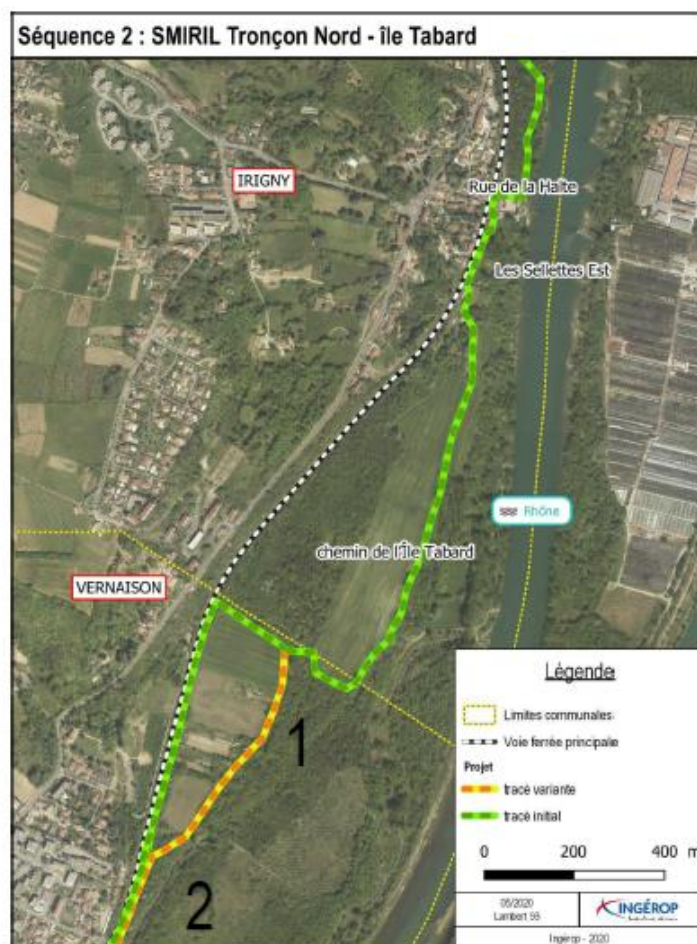 Séquence 2 : SMIRIL Tronçon Nord - île Tabard
IRIGNY
Rue de la Halte
Les Sellettes Est
Rhône
chemin de l'Île Tabard
VERNAISON
1
2
Légende
Limites communales
Voie ferrée principale
Projet
tracé variante
tracé initial
0 200 400 m
05/2020
Lambert 93
INGÉROP
Ingérop - 2020